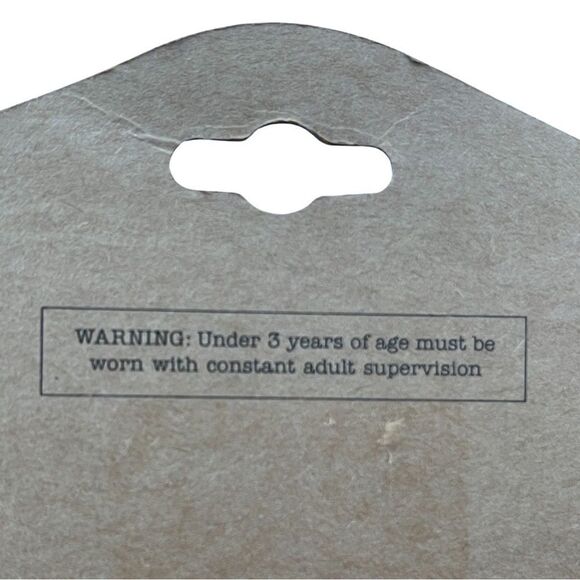 WARNING: Under 3 years of age must be
worn with constant adult supervision